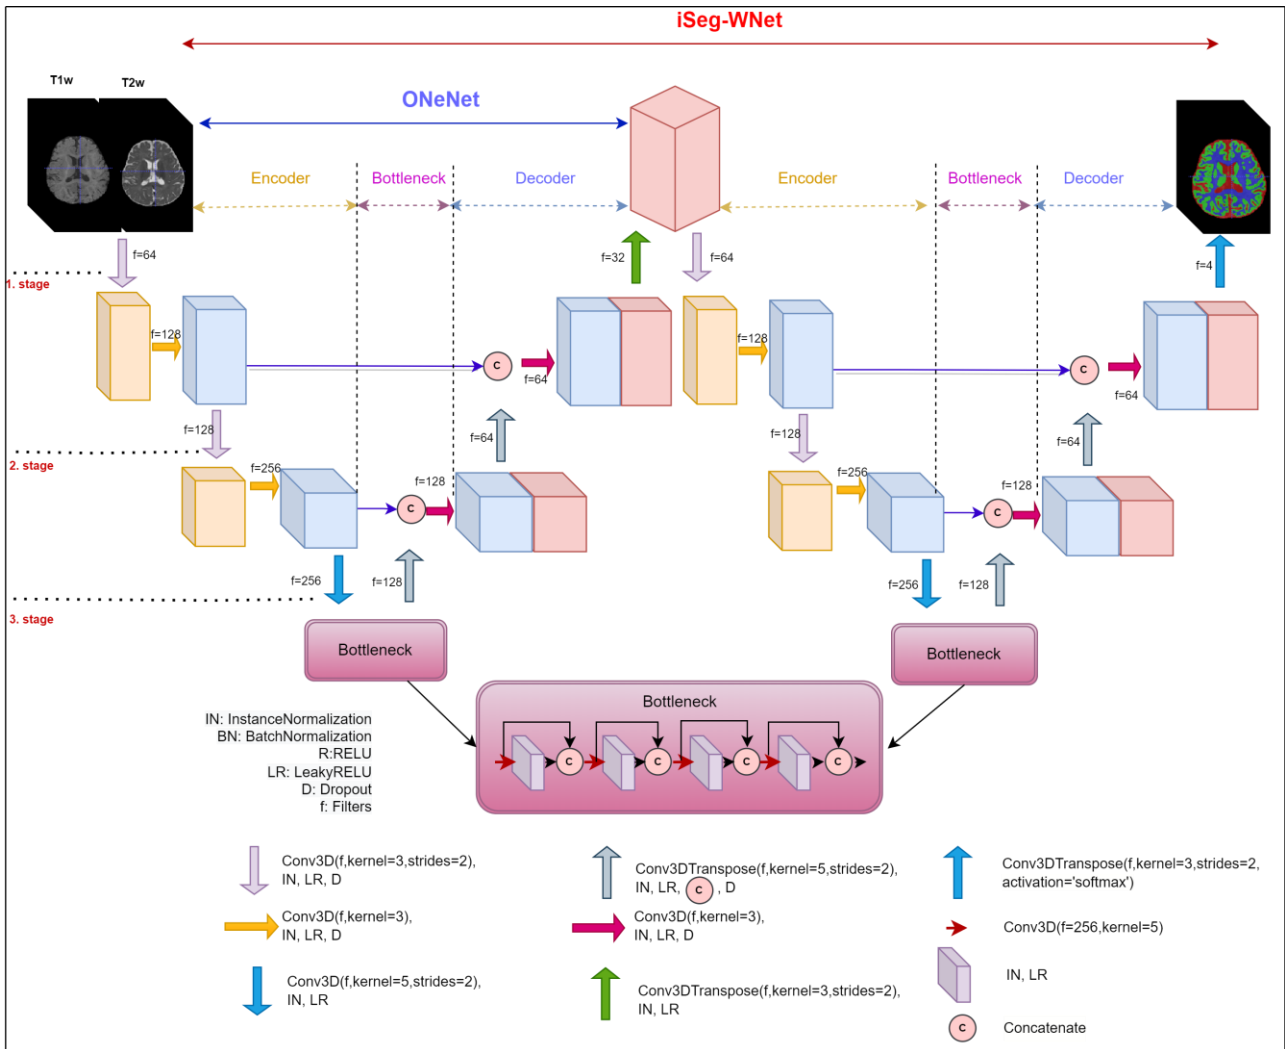 iSeg-WNet
T1w
T2w
ONeNet
Encoder
Bottleneck
Decoder
Encoder
Bottleneck
Decoder
f=64
f=32
f=64
f=4
1. stage
f=128
C
f=64
f=128
C
f=64
f=128
f=64
f=128
f=64
2. stage
f=256
f=128
C
f=256
f=128
C
f=256
f=128
f=256
f=128
3. stage
Bottleneck
Bottleneck
Bottleneck
C
C
C
C
IN: InstanceNormalization
BN: BatchNormalization
R:RELU
LR: LeakyRELU
D: Dropout
f: Filters
Conv3D(f,kernel=3,strides=2),
IN, LR, D
Conv3D(f,kernel=3),
IN, LR, D
Conv3D(f,kernel=5,strides=2),
IN, LR
Conv3DTranspose(f,kernel=5,strides=2),
IN, LR, C , D
Conv3D(f,kernel=3),
IN, LR, D
Conv3DTranspose(f,kernel=3,strides=2),
IN, LR
Conv3DTranspose(f,kernel=3,strides=2,
activation='softmax')
Conv3D(f=256,kernel=5)
IN, LR
C Concatenate